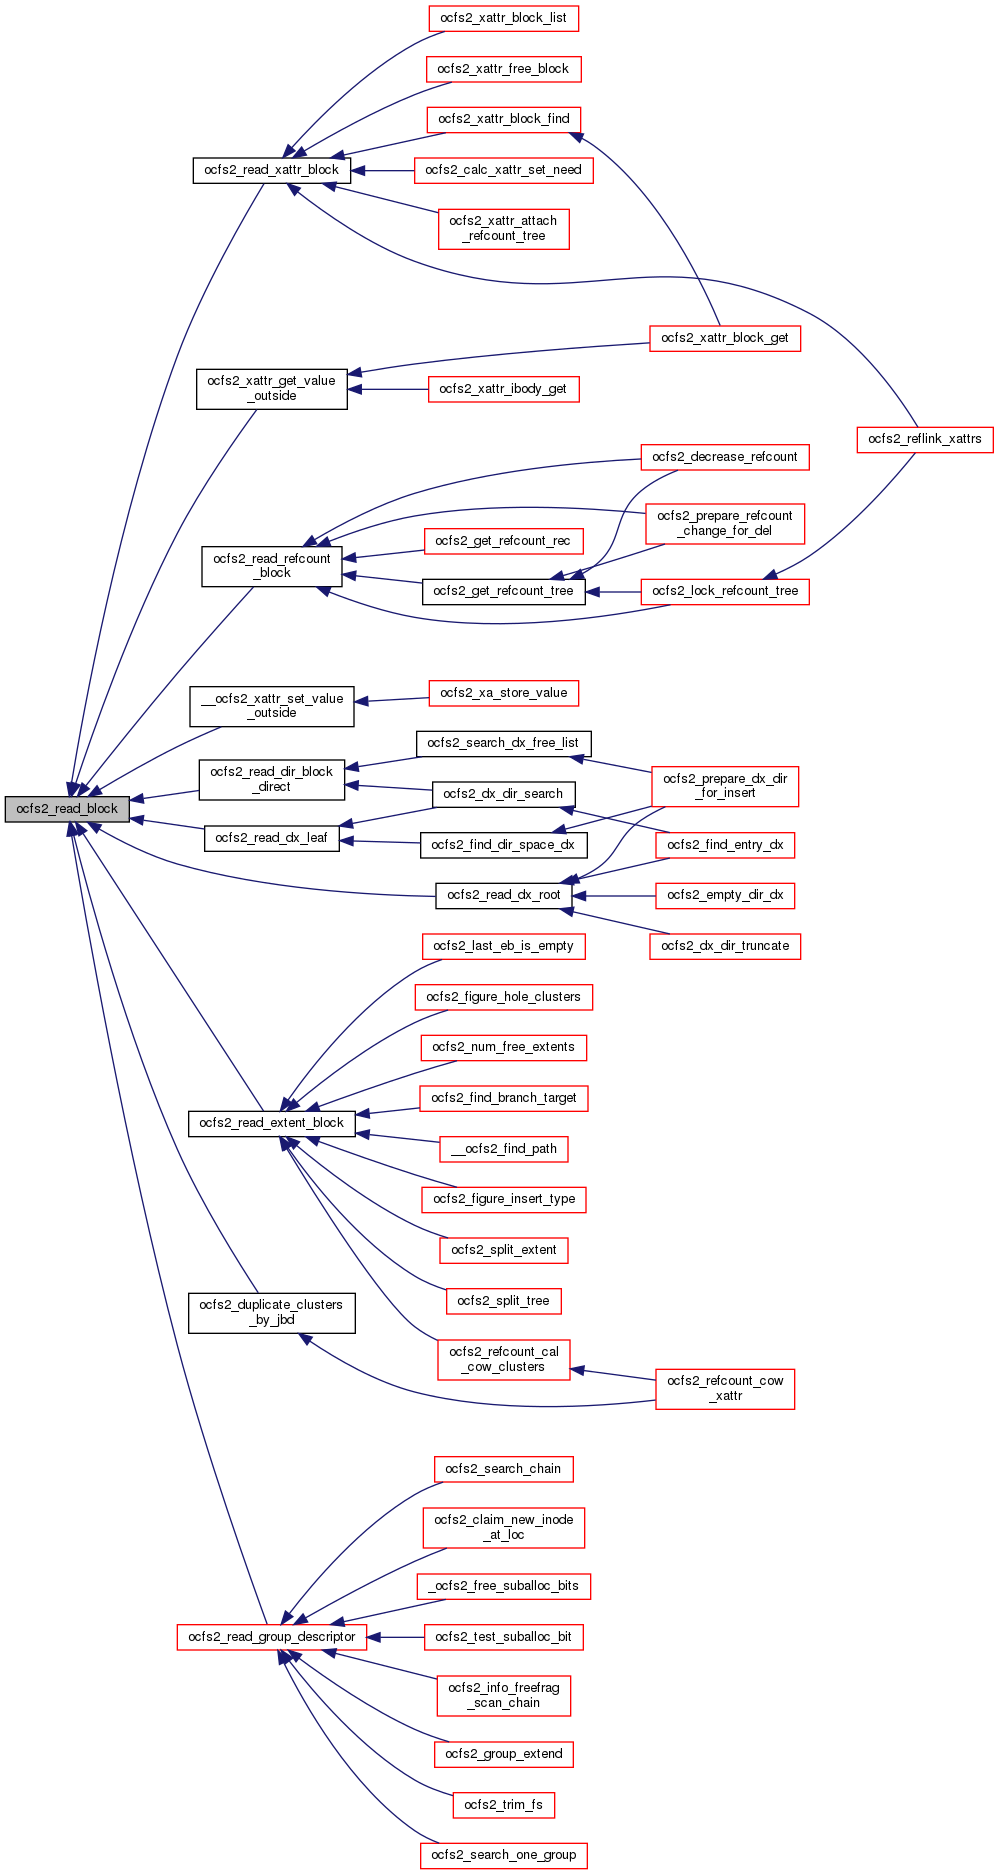 ocfs2_xattr_block_list
ocfs2_xattr_free_block
ocfs2_xattr_block_find
ocfs2_read_xattr_block
ocfs2_calc_xattr_set_need
ocfs2_xattr_attach
_refcount_tree
ocfs2_xattr_block_get
ocfs2_xattr_get_value
_outside
ocfs2_xattr_ibody_get
ocfs2_reflink_xattrs
ocfs2_decrease_refcount
ocfs2_prepare_refcount
_change_for_del
ocfs2_get_refcount_rec
ocfs2_read_refcount
_block
ocfs2_get_refcount_tree
ocfs2_lock_refcount_tree
__ocfs2_xattr_set_value
_outside
ocfs2_xa_store_value
ocfs2_search_dx_free_list
ocfs2_read_dir_block
_direct
ocfs2_prepare_dx_dir
_for_insert
ocfs2_dx_dir_search
ocfs2_read_block
ocfs2_read_dx_leaf
ocfs2_find_dir_space_dx
ocfs2_find_entry_dx
ocfs2_read_dx_root
ocfs2_empty_dir_dx
ocfs2_dx_dir_truncate
ocfs2_last_eb_is_empty
ocfs2_figure_hole_clusters
ocfs2_num_free_extents
ocfs2_find_branch_target
ocfs2_read_extent_block
__ocfs2_find_path
ocfs2_figure_insert_type
ocfs2_split_extent
ocfs2_split_tree
ocfs2_duplicate_clusters
_by_jbd
ocfs2_refcount_cal
_cow_clusters
ocfs2_refcount_cow
_xattr
ocfs2_search_chain
ocfs2_claim_new_inode
_at_loc
_ocfs2_free_suballoc_bits
ocfs2_read_group_descriptor
ocfs2_test_suballoc_bit
ocfs2_info_freefrag
_scan_chain
ocfs2_group_extend
ocfs2_trim_fs
ocfs2_search_one_group